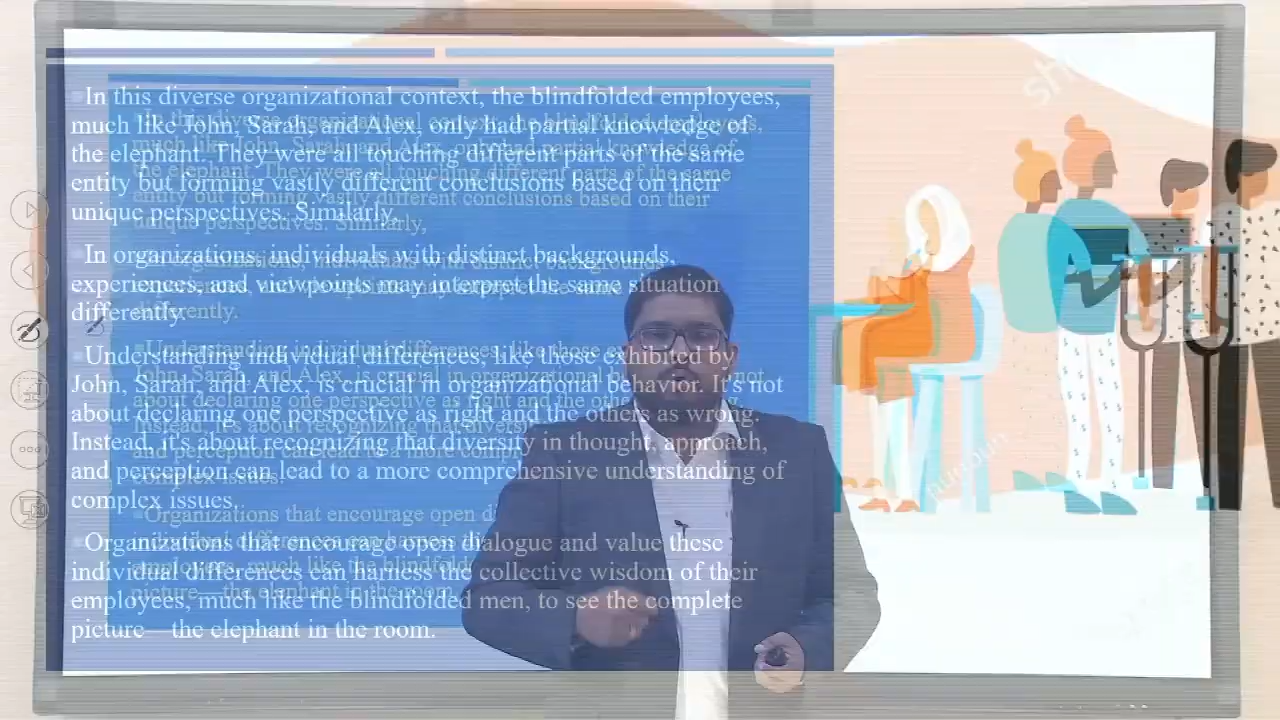 In this diverse organizational context, the blindfolded employees,
much like John, Sarah, and Alex, only had partial knowledge of
the elephant. They were all touching different parts of the same
entity but forming vastly different conclusions based on their
unique perspectives. Similarly,
In organizations, individuals with distinct backgrounds,
experiences, and viewpoints may interpret the same situation
differently.
Understanding individual differences, like those exhibited by
John, Sarah, and Alex, is crucial in organizational behavior. It's not
about declaring one perspective as right and the others as wrong.
Instead, it's about recognizing that diversity in thought, approach,
and perception can lead to a more comprehensive understanding of
complex issues.
Organizations that encourage open dialogue and value these
individual differences can harness the collective wisdom of their
employees, much like the blindfolded men, to see the complete
picture—the elephant in the room.